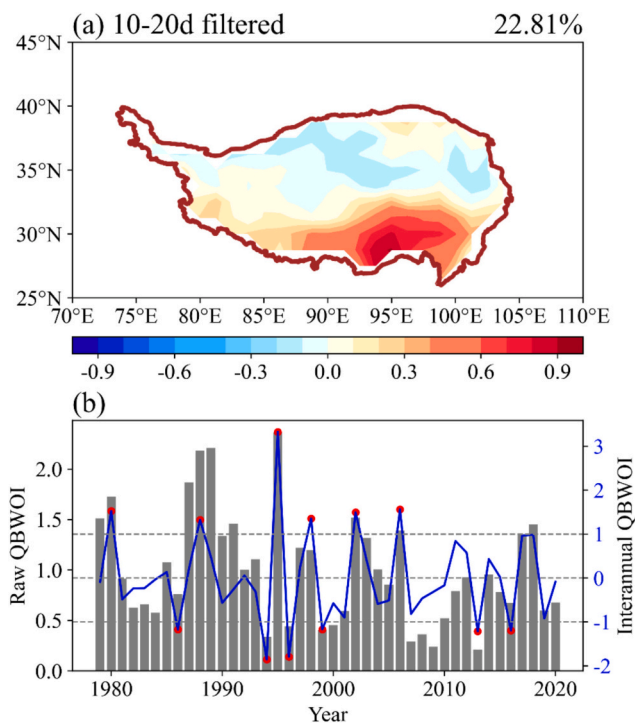 (a) 10-20d filtered 22.81%
45°N
40°N
35°N
30°N
25°N
70°E 75°E 80°E 85°E 90°E 95°E 100°E 105°E 110°E
-0.9 -0.6 -0.3 0.0 0.3 0.6 0.9
(b)
Raw QBWOI
2.0
1.5
1.0
0.5
0.0
3
2
1
0
-1
-2
Interannual QBWOI
1980 1990 2000 2010 2020
Year